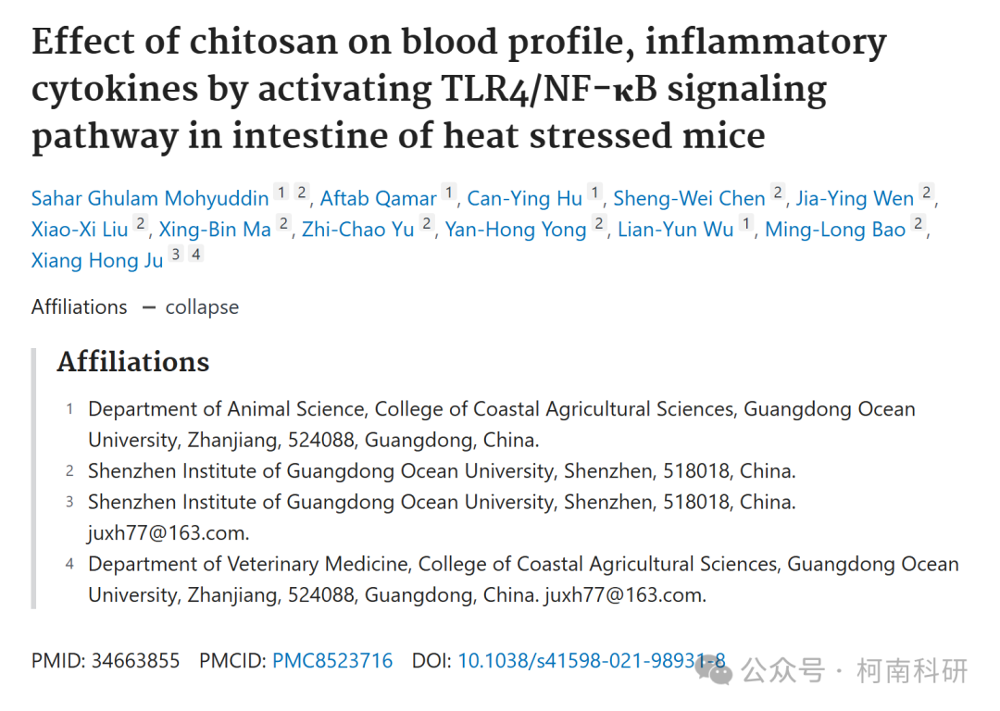 Effect of chitosan on blood profile, inflammatory
cytokines by activating TLR4/NF-κB signaling
pathway in intestine of heat stressed mice
Sahar Ghulam Mohyuddin 1 2, Aftab Qamar 1, Can-Ying Hu 1, Sheng-Wei Chen 2, Jia-Ying Wen 2,
Xiao-Xi Liu 2, Xing-Bin Ma 2, Zhi-Chao Yu 2, Yan-Hong Yong 2, Lian-Yun Wu 1, Ming-Long Bao 2,
Xiang Hong Ju 3 4
Affiliations − collapse
Affiliations
1 Department of Animal Science, College of Coastal Agricultural Sciences, Guangdong Ocean
University, Zhanjiang, 524088, Guangdong, China.
2 Shenzhen Institute of Guangdong Ocean University, Shenzhen, 518018, China.
3 Shenzhen Institute of Guangdong Ocean University, Shenzhen, 518018, China.
juxh77@163.com.
4 Department of Veterinary Medicine, College of Coastal Agricultural Sciences, Guangdong Ocean
University, Zhanjiang, 524088, Guangdong, China. juxh77@163.com.
PMID: 34663855 PMCID: PMC8523716 DOI: 10.1038/s41598-021-98931-8
公众号 · 柯南科研